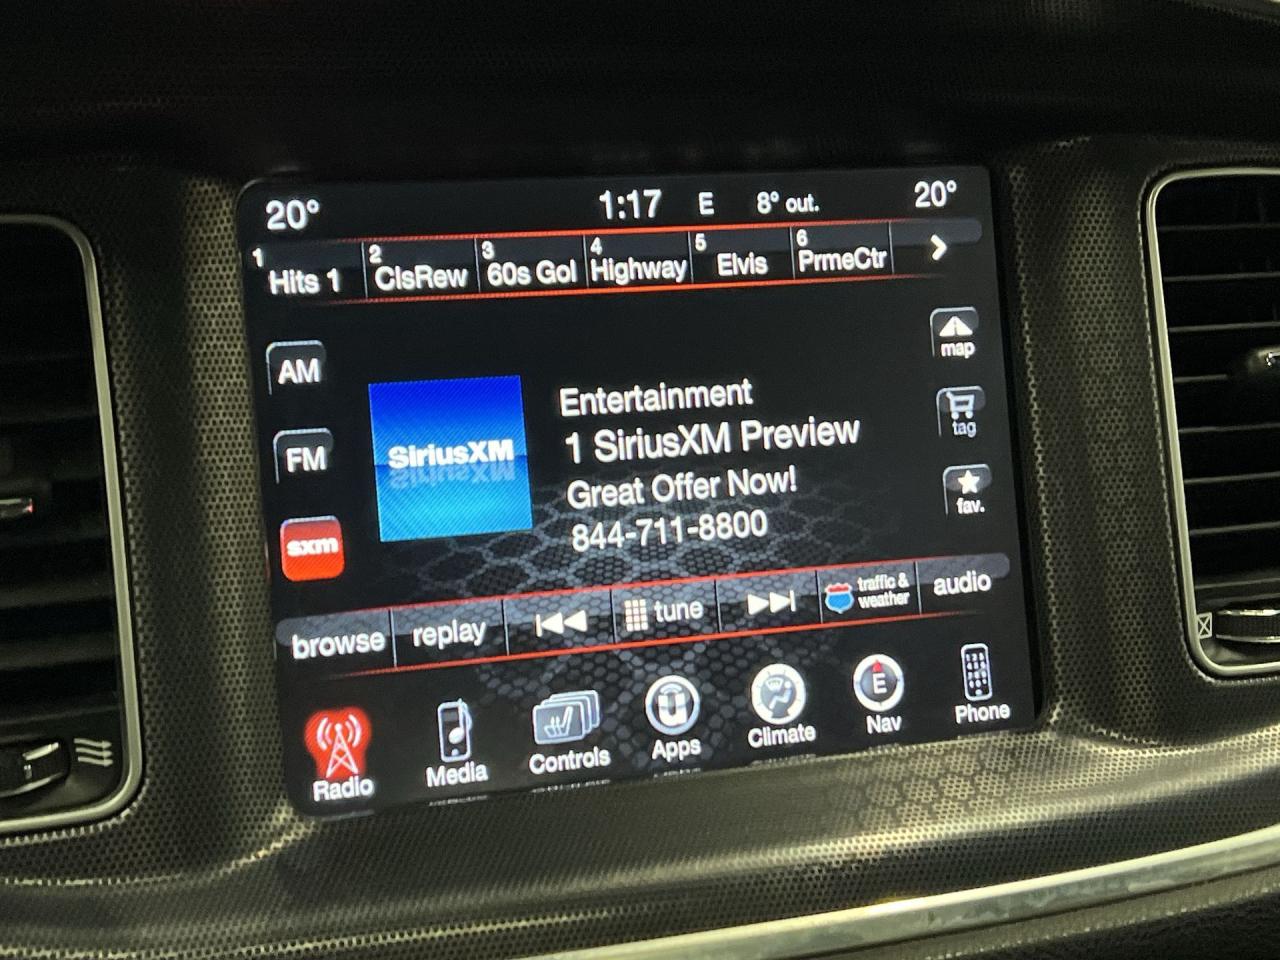 20° 1:17 E 8° out. 20°
1 Hits 1 2 ClsRew 3 60s Gol 4 Highway 5 Elvis 6 PrmeCtr
AM
map
Entertainment
SiriusXM
1 SiriusXM Preview
tag
FM
Great Offer Now!
fav.
sxm
844-711-8800
browse replay tune traffic & weather audio
Radio Media Controls Apps Climate E Nav Phone